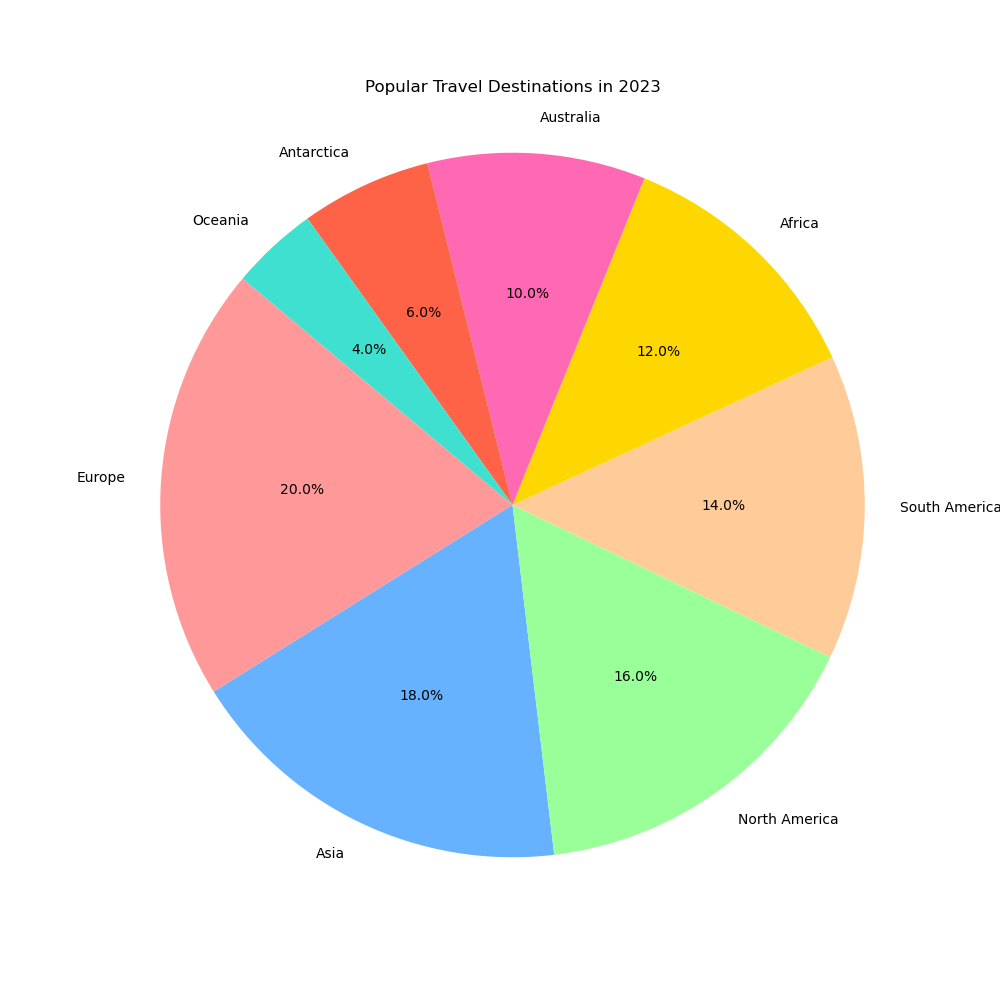 Popular Travel Destinations in 2023
Australia
Antarctica
Oceania
Africa
10.0%
6.0%
4.0%
12.0%
Europe
20.0%
14.0%
South America
18.0%
16.0%
North America
Asia